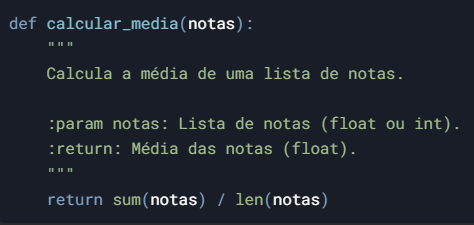 def calcular_media(notas):
    """
    Calcula a média de uma lista de notas.

    :param notas: Lista de notas (float ou int).
    :return: Média das notas (float).
    """
    return sum(notas) / len(notas)